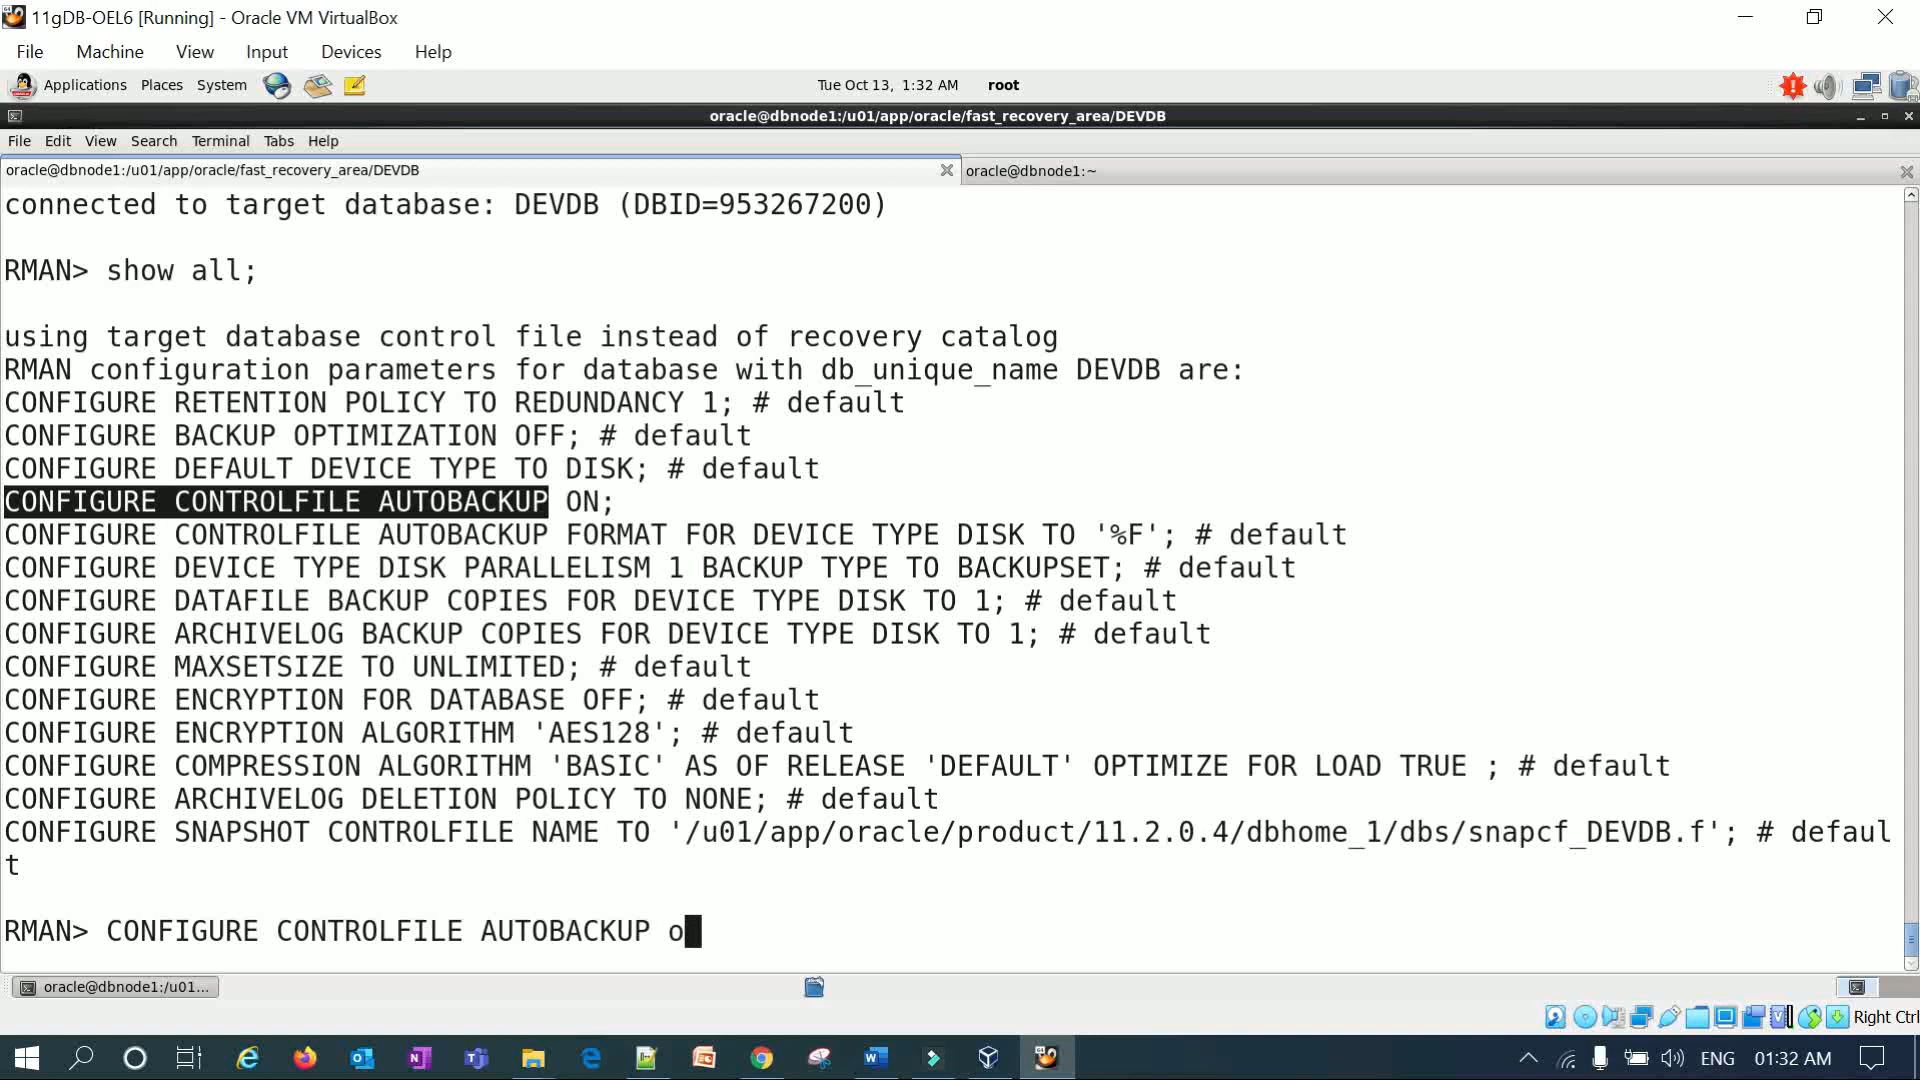 11gDB-OEL6 [Running] - Oracle VM VirtualBox
File Machine View Input Devices Help
Applications Places System Tue Oct 13, 1:32 AM root
oracle@dbnode1:/u01/app/oracle/fast_recovery_area/DEVDB
File Edit View Search Terminal Tabs Help
oracle@dbnode1:/u01/app/oracle/fast_recovery_area/DEVDB oracle@dbnode1:~
connected to target database: DEVDB (DBID=953267200)
RMAN> show all;
using target database control file instead of recovery catalog
RMAN configuration parameters for database with db_unique_name DEVDB are:
CONFIGURE RETENTION POLICY TO REDUNDANCY 1; # default
CONFIGURE BACKUP OPTIMIZATION OFF; # default
CONFIGURE DEFAULT DEVICE TYPE TO DISK; # default
CONFIGURE CONTROLFILE AUTOBACKUP ON;
CONFIGURE CONTROLFILE AUTOBACKUP FORMAT FOR DEVICE TYPE DISK TO '%F'; # default
CONFIGURE DEVICE TYPE DISK PARALLELISM 1 BACKUP TYPE TO BACKUPSET; # default
CONFIGURE DATAFILE BACKUP COPIES FOR DEVICE TYPE DISK TO 1; # default
CONFIGURE ARCHIVELOG BACKUP COPIES FOR DEVICE TYPE DISK TO 1; # default
CONFIGURE MAXSETSIZE TO UNLIMITED; # default
CONFIGURE ENCRYPTION FOR DATABASE OFF; # default
CONFIGURE ENCRYPTION ALGORITHM 'AES128'; # default
CONFIGURE COMPRESSION ALGORITHM 'BASIC' AS OF RELEASE 'DEFAULT' OPTIMIZE FOR LOAD TRUE ; # default
CONFIGURE ARCHIVELOG DELETION POLICY TO NONE; # default
CONFIGURE SNAPSHOT CONTROLFILE NAME TO '/u01/app/oracle/product/11.2.0.4/dbhome_1/dbs/snapcf_DEVDB.f'; # defaul
t
RMAN> CONFIGURE CONTROLFILE AUTOBACKUP o
oracle@dbnode1:/u01...
Right Ctrl
ENG 01:32 AM